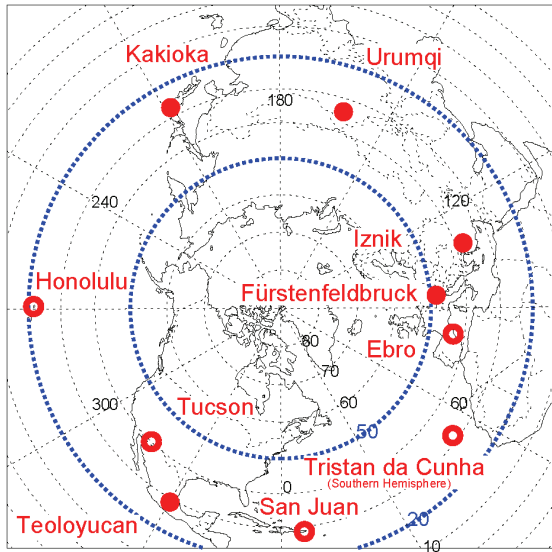 Kakioka
Urumqi
180
240
120
Iznik
Honolulu
Fürstenfeldbruck
80
Ebro
70
300
Tucson
60
60
50
Tristan da Cunha
(Southern Hemisphere)
0
San Juan
Teoloyucan
20
10